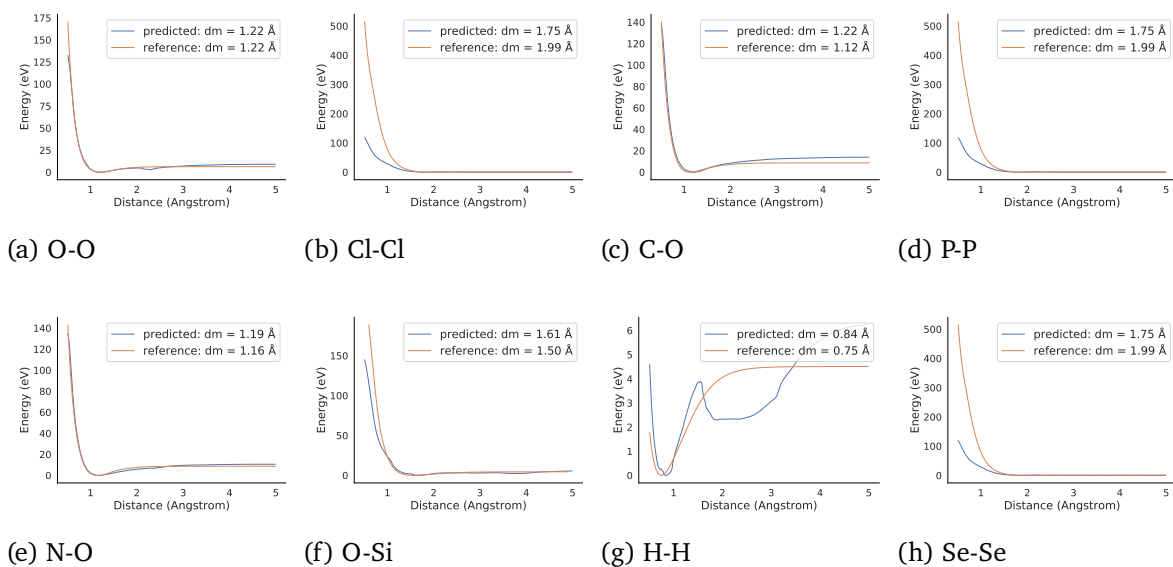 175
150
125
100
75
50
25
0
Energy (eV)
1 2 3 4 5
Distance (Angstrom)
predicted: dm = 1.22 Å
reference: dm = 1.22 Å
(a) O-O
500
400
300
200
100
0
Energy (eV)
1 2 3 4 5
Distance (Angstrom)
predicted: dm = 1.75 Å
reference: dm = 1.99 Å
(b) Cl-Cl
140
120
100
80
60
40
20
0
Energy (eV)
1 2 3 4 5
Distance (Angstrom)
predicted: dm = 1.22 Å
reference: dm = 1.12 Å
(c) C-O
500
400
300
200
100
0
Energy (eV)
1 2 3 4 5
Distance (Angstrom)
predicted: dm = 1.75 Å
reference: dm = 1.99 Å
(d) P-P
140
120
100
80
60
40
20
0
Energy (eV)
1 2 3 4 5
Distance (Angstrom)
predicted: dm = 1.19 Å
reference: dm = 1.16 Å
(e) N-O
150
100
50
0
Energy (eV)
1 2 3 4 5
Distance (Angstrom)
predicted: dm = 1.61 Å
reference: dm = 1.50 Å
(f) O-Si
6
5
4
3
2
1
0
Energy (eV)
1 2 3 4 5
Distance (Angstrom)
predicted: dm = 0.84 Å
reference: dm = 0.75 Å
(g) H-H
500
400
300
200
100
0
Energy (eV)
1 2 3 4 5
Distance (Angstrom)
predicted: dm = 1.75 Å
reference: dm = 1.99 Å
(h) Se-Se